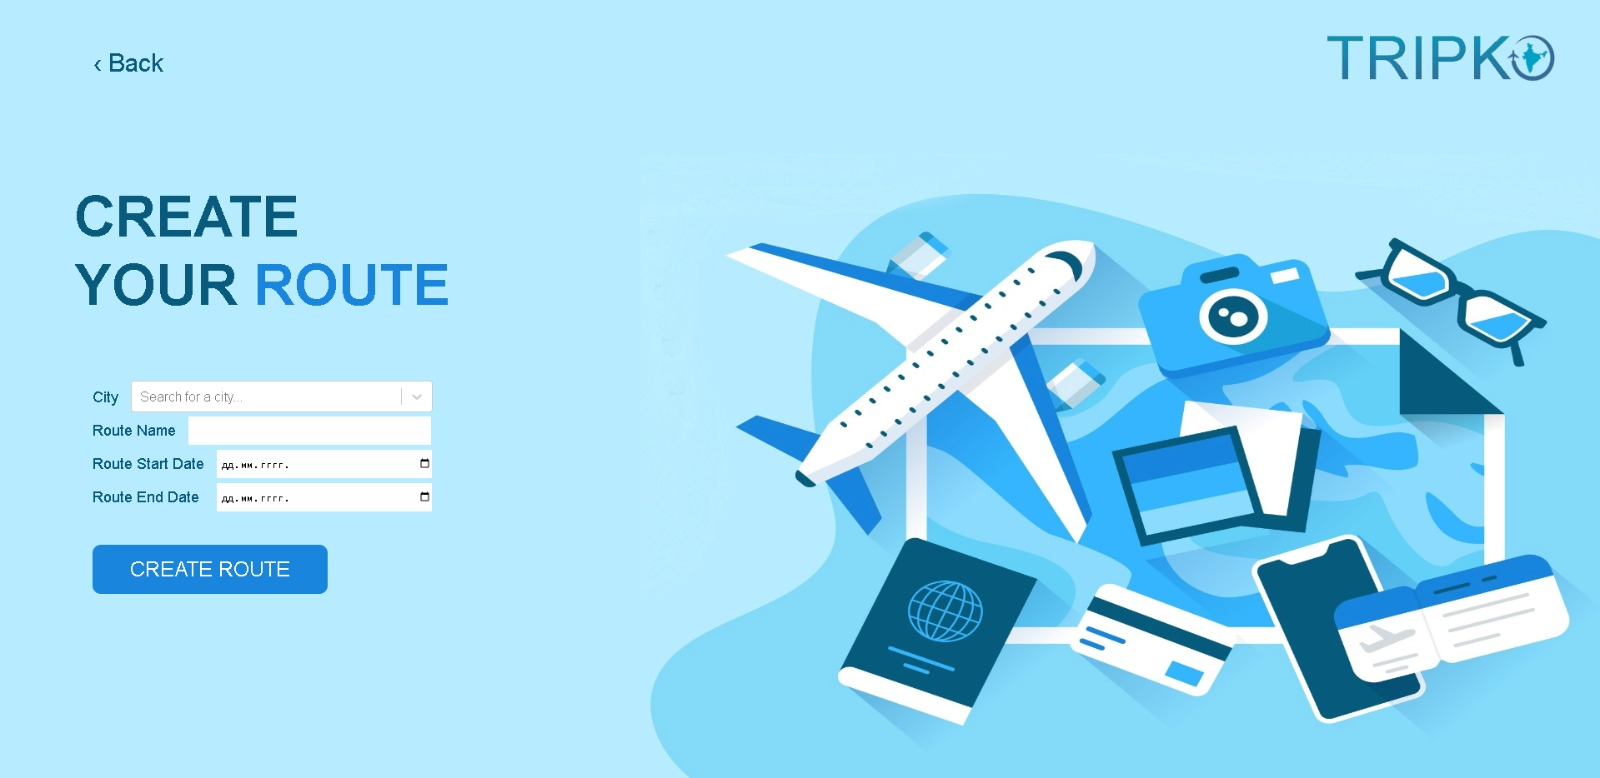 ‹ Back
TRIPKO
CREATE
YOUR ROUTE
City Search for a city...
Route Name
Route Start Date дд.мм.гггг.
Route End Date дд.мм.гггг.
CREATE ROUTE